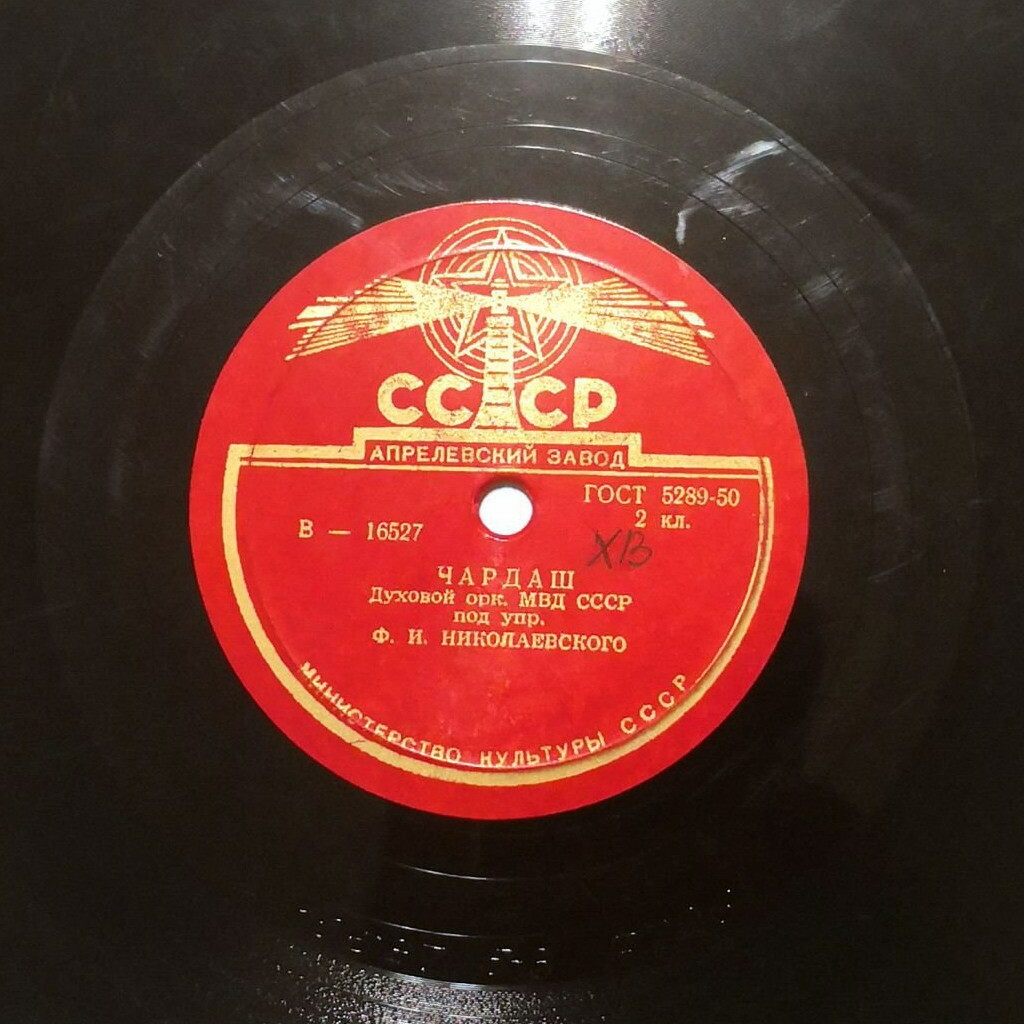 СССР
АПРЕЛЕВСКИЙ ЗАВОД
ГОСТ 5289-50
2 кл.
В — 16527
ХВ
ЧАРДАШ
Духовой орк. МВД СССР
под упр.
Ф. И. НИКОЛАЕВСКОГО
МИНИСТЕРСТВО КУЛЬТУРЫ СССР